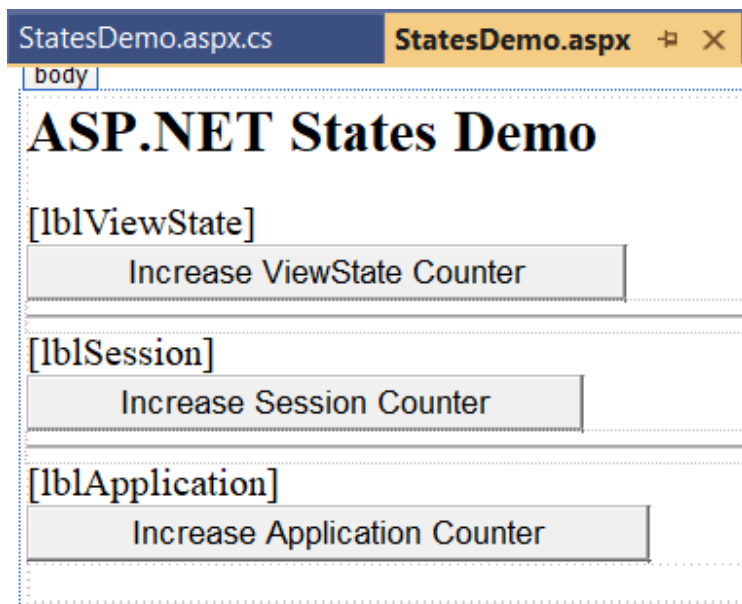 StatesDemo.aspx.cs StatesDemo.aspx
body
ASP.NET States Demo
[lblViewState]
Increase ViewState Counter
[lblSession]
Increase Session Counter
[lblApplication]
Increase Application Counter